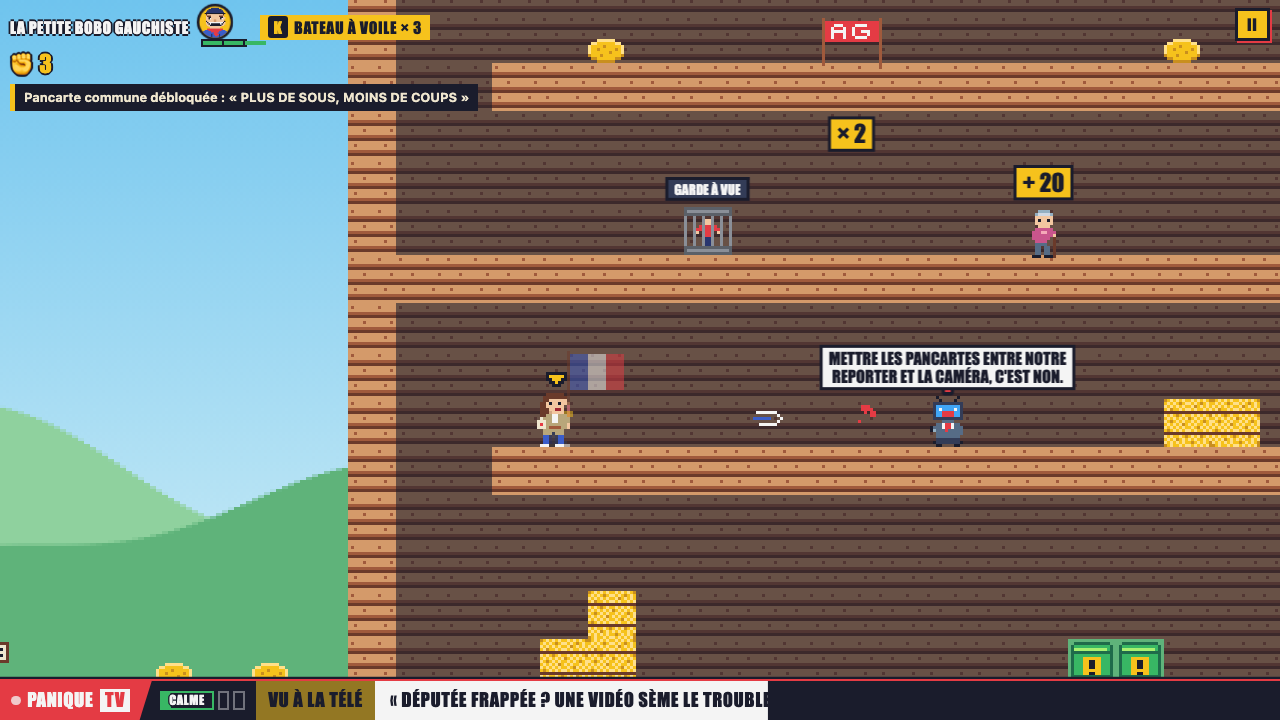 LA PETITE BOBO GAUCHISTE
K BATEAU À VOILE × 3
3
Pancarte commune débloquée : « PLUS DE SOUS, MOINS DE COUPS »
AG
× 2
+ 20
GARDE À VUE
METTRE LES PANCARTES ENTRE NOTRE
REPORTER ET LA CAMÉRA, C'EST NON.
PANIQUE TV
CALME
VU À LA TÉLÉ
« DÉPUTÉE FRAPPÉE ? UNE VIDÉO SÈME LE TROUBLE